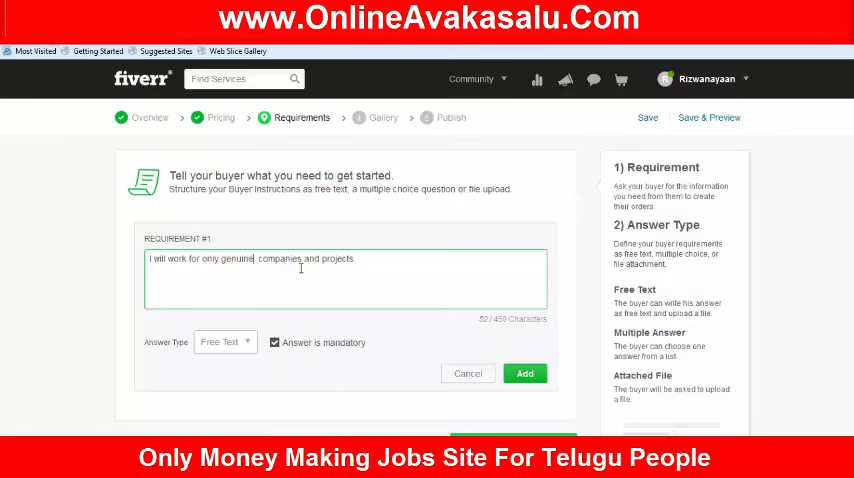 www.OnlineAvakasalu.Com
Most Visited Getting Started Suggested Sites Web Slice Gallery
fiverr® Find Services Community Rizwanayaan
Overview Pricing Requirements 4 Gallery 5 Publish Save Save & Preview
Tell your buyer what you need to get started.
Structure your Buyer Instructions as free text, a multiple choice question or file upload.
REQUIREMENT #1
I will work for only genuine companies and projects
52 / 450 Characters
Answer Type Free Text Answer is mandatory
Cancel Add
1) Requirement
Ask your buyer for the information
you need from them to create
their orders.
2) Answer Type
Define your buyer requirements
as free text, multiple choice, or
file attachment.
Free Text
The buyer can write his answer
as free text and upload a file.
Multiple Answer
The buyer can choose one
answer from a list.
Attached File
The buyer will be asked to upload
a file.
Only Money Making Jobs Site For Telugu People